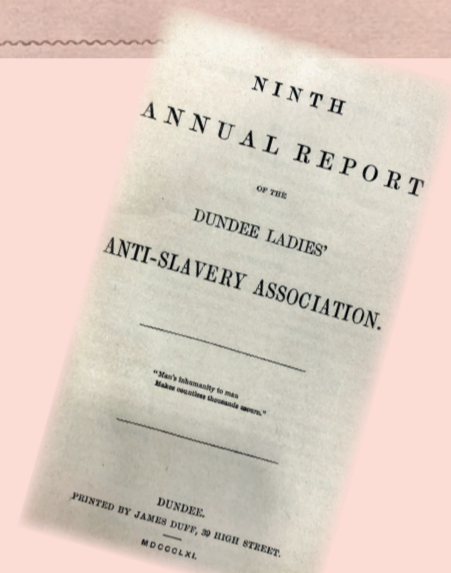 NINTH
ANNUAL REPORT
OF THE
DUNDEE LADIES'
ANTI-SLAVERY ASSOCIATION.
"Man's inhumanity to man
Makes countless thousands mourn."
DUNDEE.
PRINTED BY JAMES DUFF, 39 HIGH STREET.
MDCCCLXI.